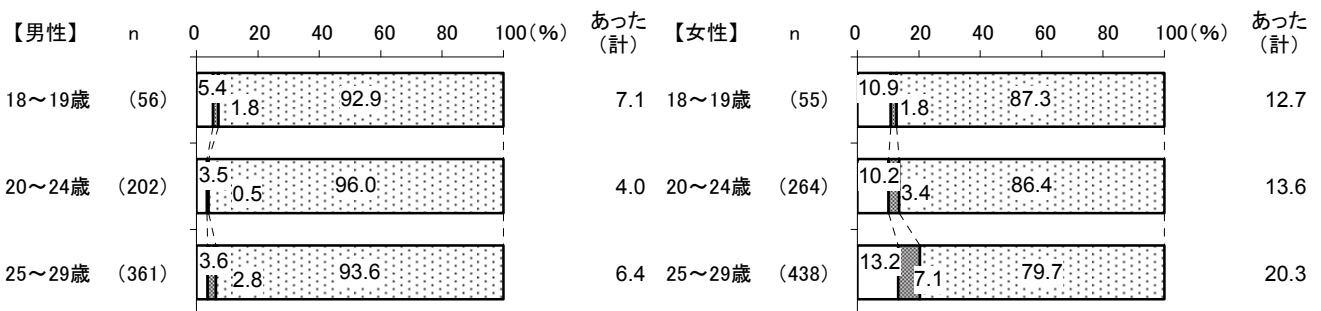 【男性】 n 0 20 40 60 80 100(%) あった（計） 【女性】 n 0 20 40 60 80 100(%) あった（計）
18～19歳 (56) 5.4 1.8 92.9 7.1 18～19歳 (55) 10.9 1.8 87.3 12.7
20～24歳 (202) 3.5 0.5 96.0 4.0 20～24歳 (264) 10.2 3.4 86.4 13.6
25～29歳 (361) 3.6 2.8 93.6 6.4 25～29歳 (438) 13.2 7.1 79.7 20.3